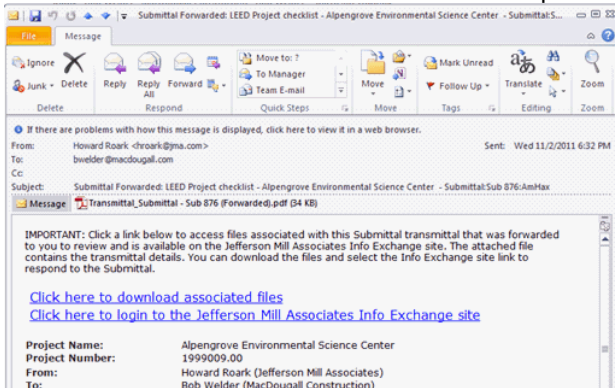 Submittal Forwarded: LEED Project checklist - Alpengrove Environmental Science Center - Submittal:S...
File Message
Ignore
Junk
Delete
Reply
Reply All
Forward
Move to: ?
To Manager
Team E-mail
Move
Mark Unread
Follow Up
Translate
Zoom
Delete Respond Quick Steps Move Tags Editing Zoom
If there are problems with how this message is displayed, click here to view it in a web browser.
From: Howard Roark <hroark@jma.com> Sent: Wed 11/2/2011 6:32 PM
To: bwelder@macdougall.com
Cc:
Subject: Submittal Forwarded: LEED Project checklist - Alpengrove Environmental Science Center - Submittal:Sub 876:AmHax
Message Transmittal_Submittal - Sub 876 (Forwarded).pdf (34 KB)
IMPORTANT: Click a link below to access files associated with this Submittal transmittal that was forwarded
to you to review and is available on the Jefferson Mill Associates Info Exchange site. The attached file
contains the transmittal details. You can download the files and select the Info Exchange site link to
respond to the Submittal.
Click here to download associated files
Click here to login to the Jefferson Mill Associates Info Exchange site
Project Name: Alpengrove Environmental Science Center
Project Number: 1999009.00
From: Howard Roark (Jefferson Mill Associates)
To: Bob Welder (MacDougall Construction)